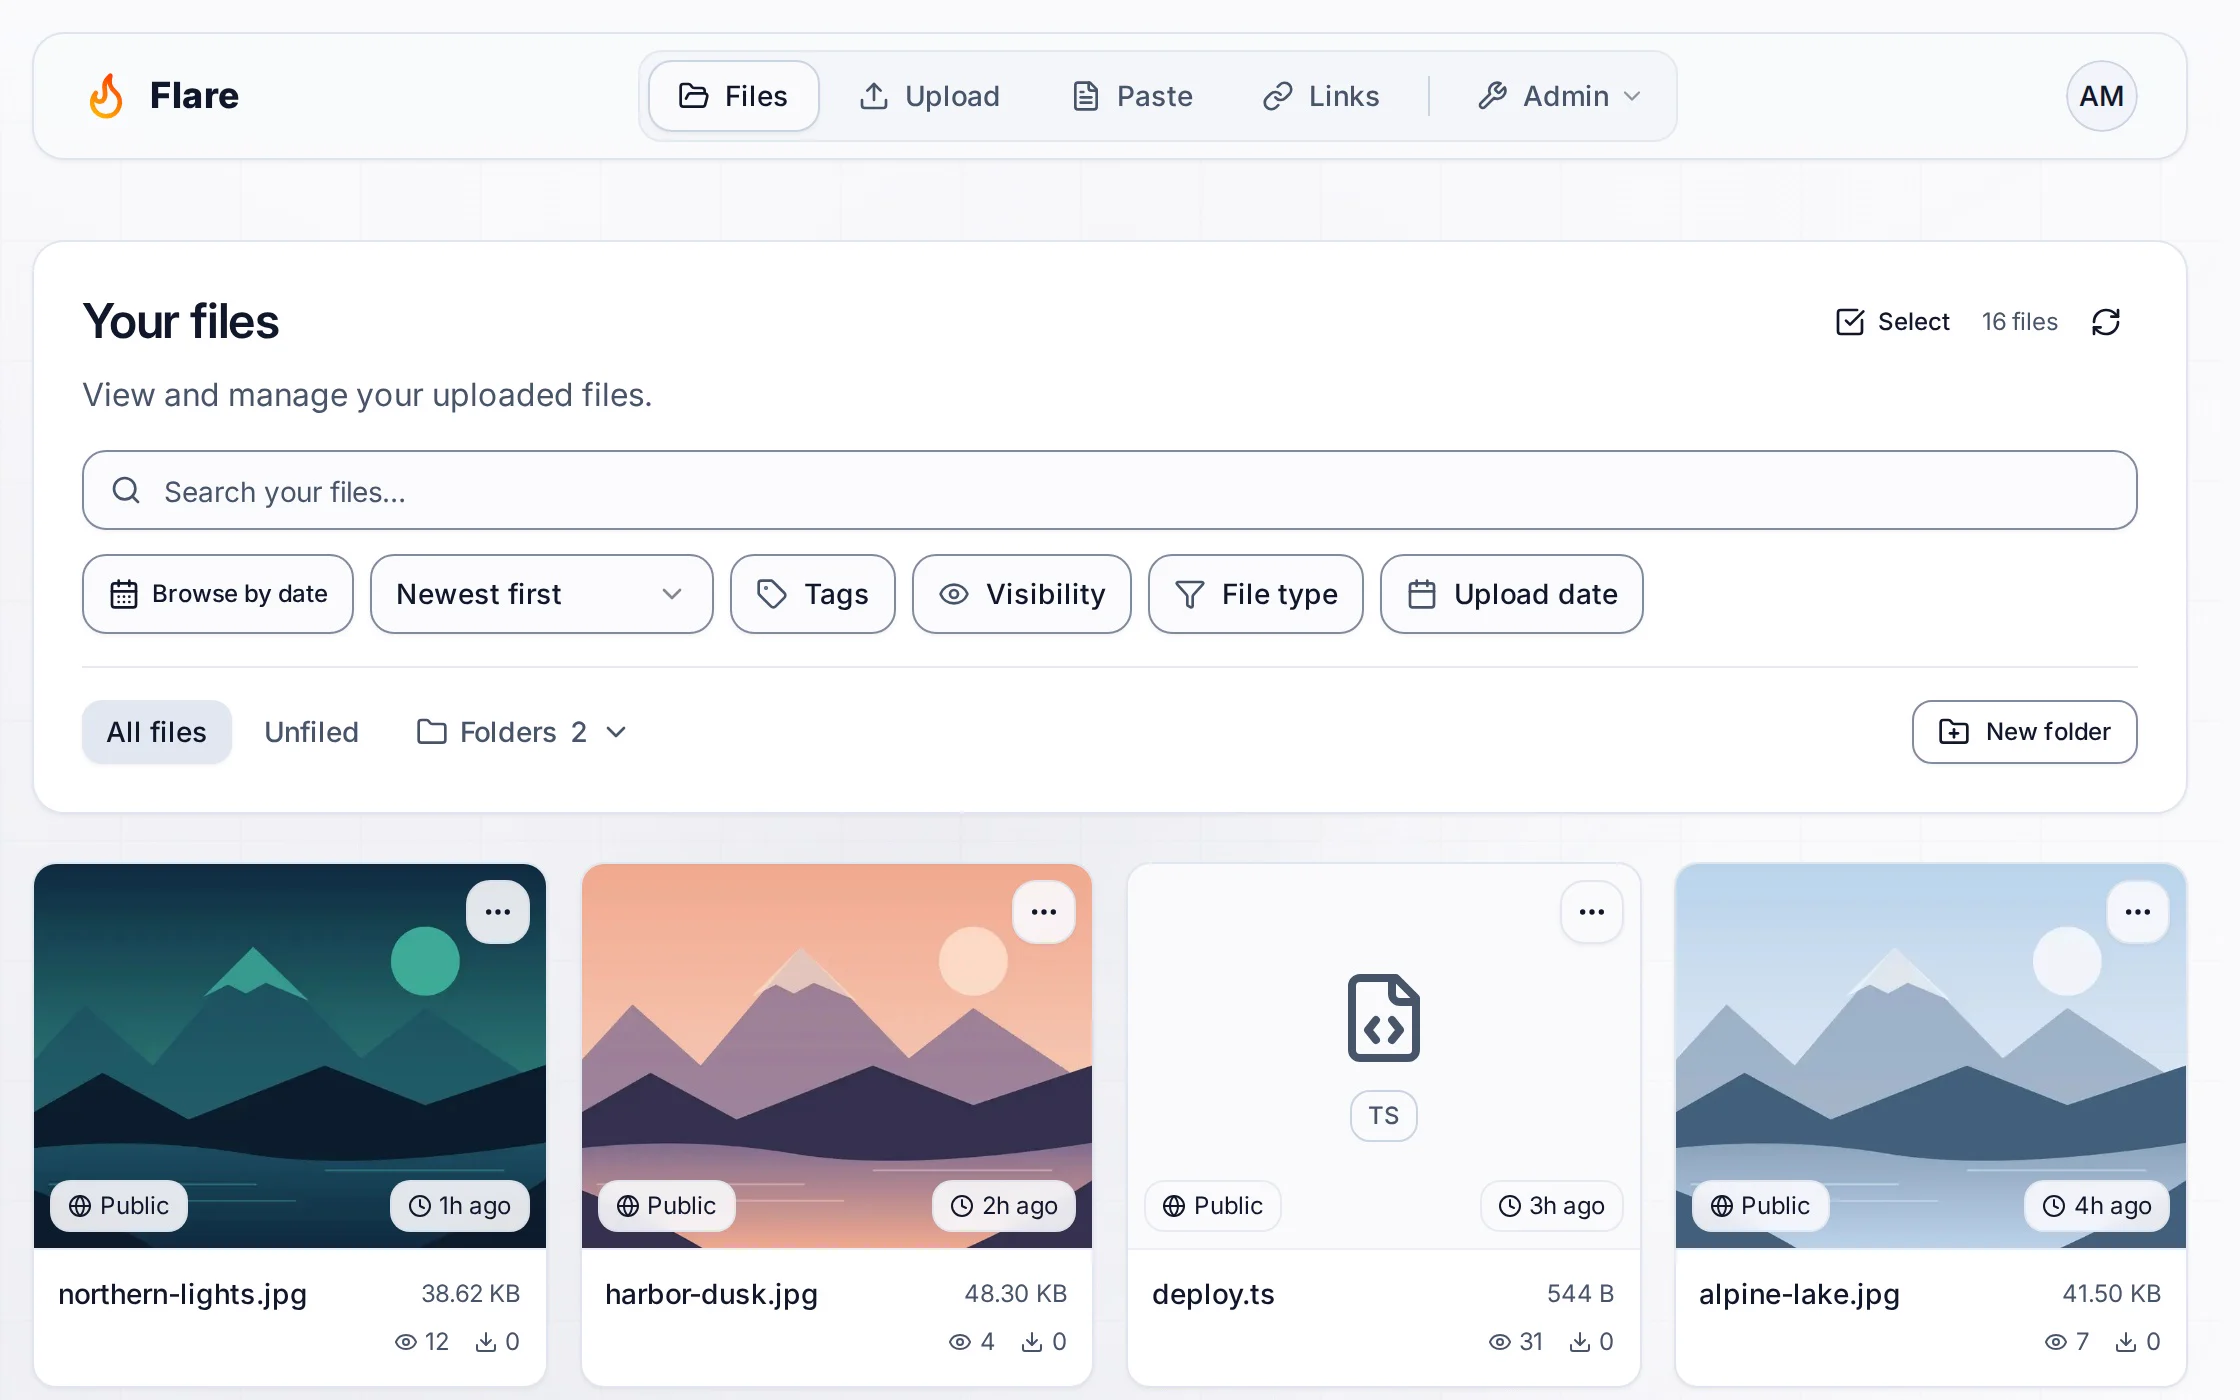 Flare
Files
Upload
Paste
Links
Admin
AM
Your files
Select
16 files
View and manage your uploaded files.
Search your files...
Browse by date
Newest first
Tags
Visibility
File type
Upload date
All files
Unfiled
Folders 2
New folder
Public
1h ago
northern-lights.jpg
38.62 KB
12
0
Public
2h ago
harbor-dusk.jpg
48.30 KB
4
0
TS
Public
3h ago
deploy.ts
544 B
31
0
Public
4h ago
alpine-lake.jpg
41.50 KB
7
0